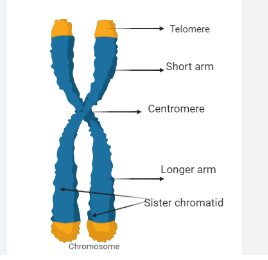 Telomere
Short arm
Centromere
Longer arm
Sister chromatid
Chromosome